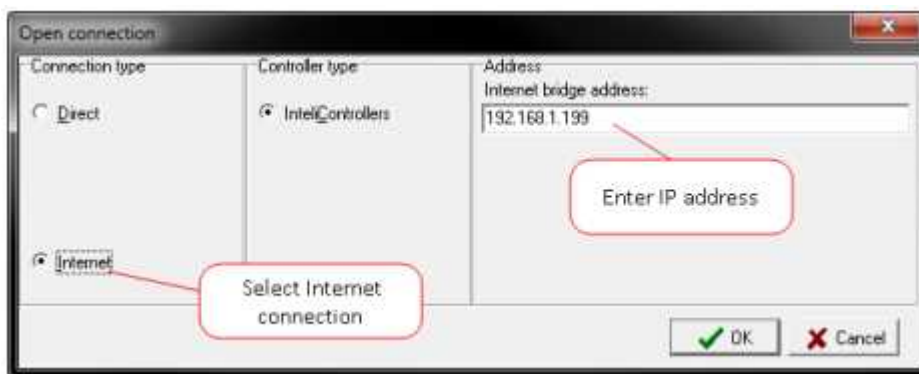 Open connection
Connection type
Controller type
Address
Internet bridge address:
Direct
InteliControllers
192.168.1.199
Enter IP address
Internet
Select Internet
connection
OK
Cancel